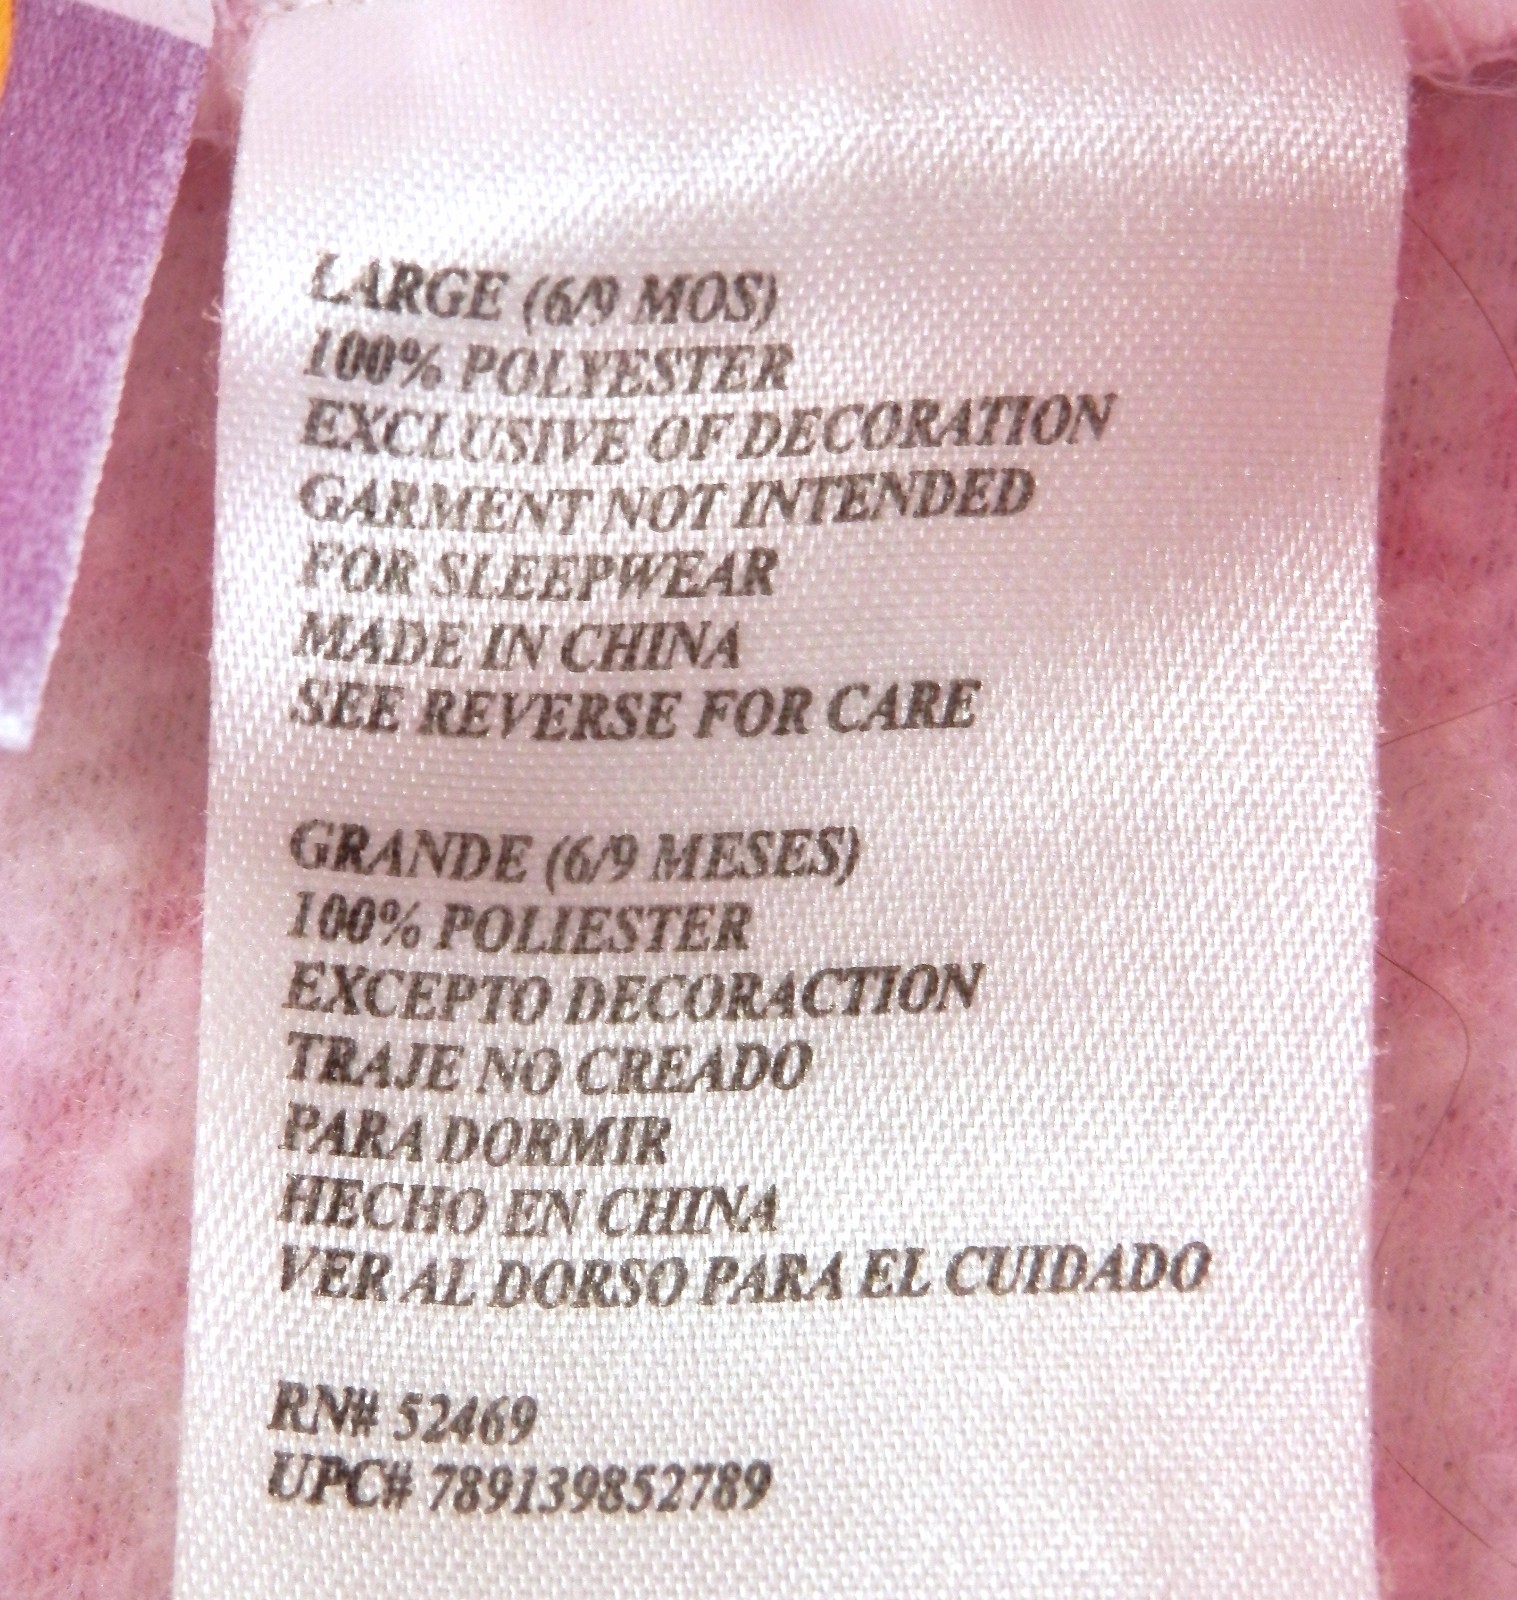 LARGE (6/9 MOS)
100% POLYESTER
EXCLUSIVE OF DECORATION
GARMENT NOT INTENDED
FOR SLEEPWEAR
MADE IN CHINA
SEE REVERSE FOR CARE
GRANDE (6/9 MESES)
100% POLIESTER
EXCEPTO DECORACTION
TRAJE NO CREADO
PARA DORMIR
HECHO EN CHINA
VER AL DORSO PARA EL CUIDADO
RN# 52469
UPC# 789139852789